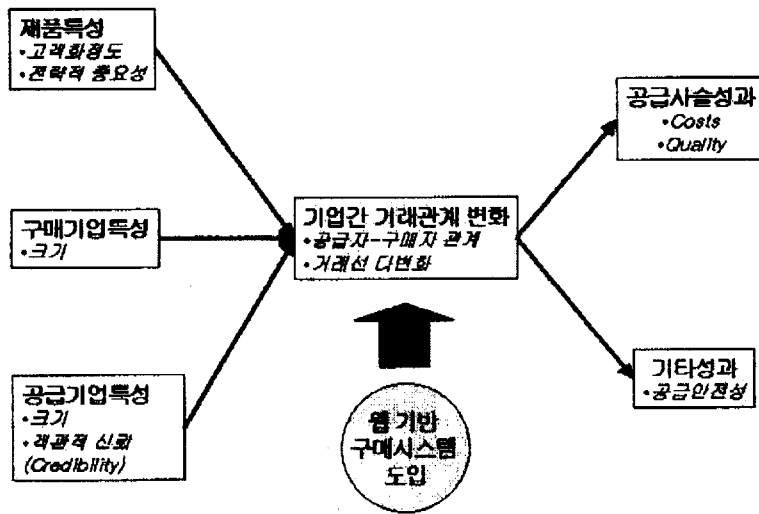 제품특성
•고객화정도
•전략적 중요성
구매기업특성
•크기
공급기업특성
•크기
•객관적 신뢰
(Credibility)
기업간 거래관계 변화
•공급자-구매자 관계
•거래선 다변화
웹 기반
구매시스템
도입
공급사슬성과
•Costs
•Quality
기타성과
•공급안전성